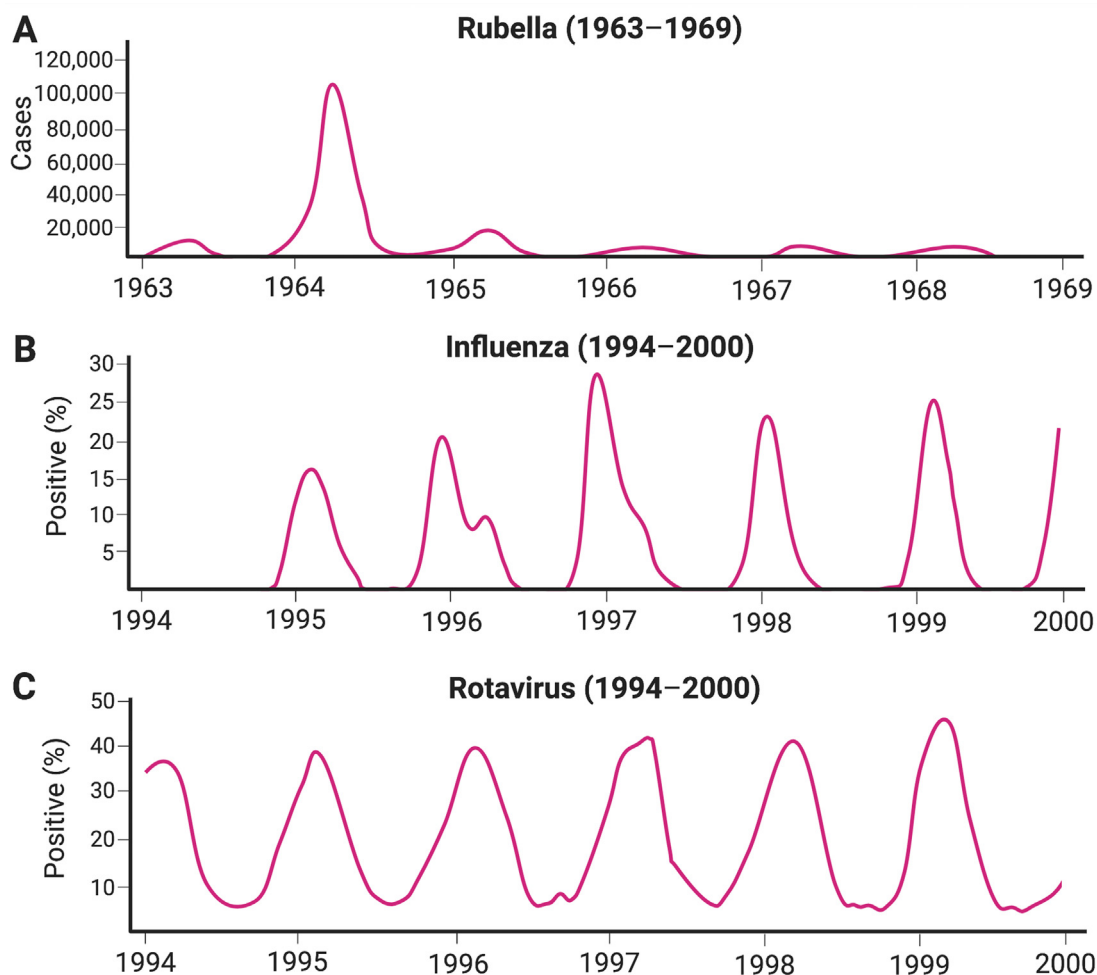 A
Rubella (1963–1969)
Cases
120,000
100,000
80,000
60,000
40,000
20,000
1963 1964 1965 1966 1967 1968 1969
B
Influenza (1994–2000)
Positive (%)
30
25
20
15
10
5
1994 1995 1996 1997 1998 1999 2000
C
Rotavirus (1994–2000)
Positive (%)
50
40
30
20
10
1994 1995 1996 1997 1998 1999 2000